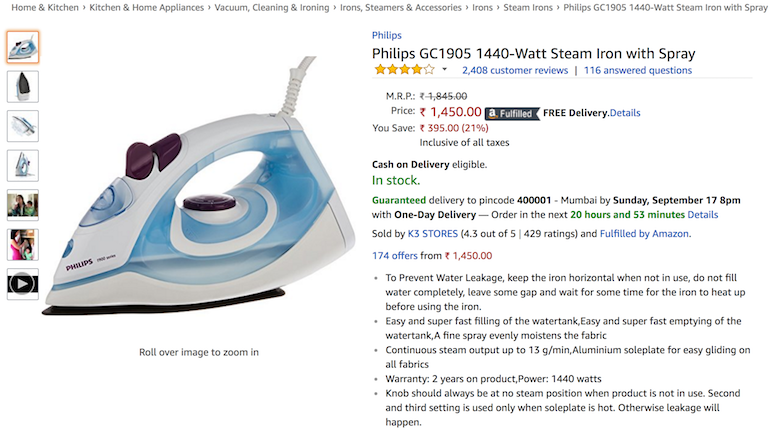 Home & Kitchen › Kitchen & Home Appliances › Vacuum, Cleaning & Ironing › Irons, Steamers & Accessories › Irons › Steam Irons › Philips GC1905 1440-Watt Steam Iron with Spray
Philips
Philips GC1905 1440-Watt Steam Iron with Spray
2,408 customer reviews | 116 answered questions
M.R.P.: ₹ 1,845.00
Price: ₹ 1,450.00 a Fulfilled FREE Delivery.Details
You Save: ₹ 395.00 (21%)
Inclusive of all taxes
Cash on Delivery eligible.
In stock.
Guaranteed delivery to pincode 400001 - Mumbai by Sunday, September 17 8pm
with One-Day Delivery — Order in the next 20 hours and 53 minutes Details
Sold by K3 STORES (4.3 out of 5 | 429 ratings) and Fulfilled by Amazon.
174 offers from ₹ 1,450.00
• To Prevent Water Leakage, keep the iron horizontal when not in use, do not fill
water completely, leave some gap and wait for some time for the iron to heat up
before using the iron.
• Easy and super fast filling of the watertank,Easy and super fast emptying of the
watertank,A fine spray evenly moistens the fabric
• Continuous steam output up to 13 g/min,Aluminium soleplate for easy gliding on
all fabrics
• Warranty: 2 years on product,Power: 1440 watts
• Knob should always be at no steam position when product is not in use. Second
and third setting is used only when soleplate is hot. Otherwise leakage will
happen.
PHILIPS 1900 series
Roll over image to zoom in